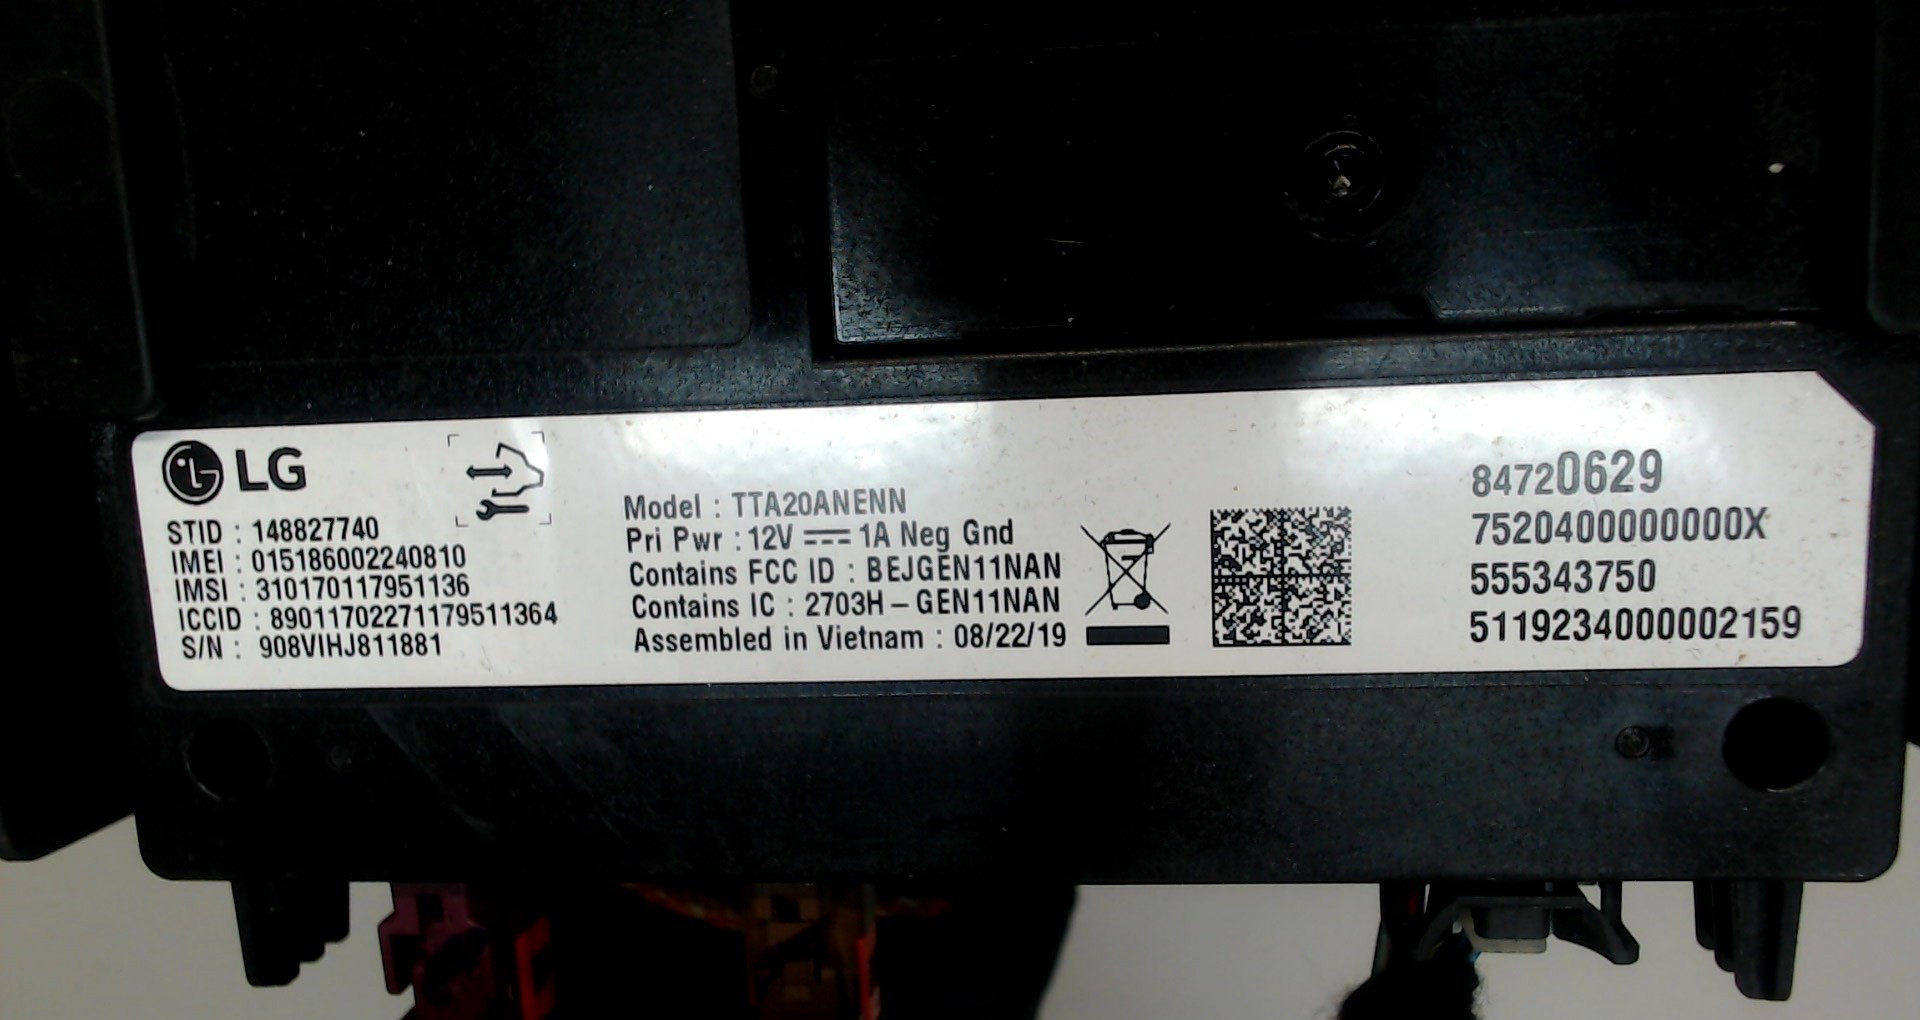 LG
STID : 148827740
IMEI : 015186002240810
IMSI : 310170117951136
ICCID : 89011702271179511364
S/N : 908VIHJ811881
Model : TTA20ANENN
Pri Pwr : 12V ⎓ 1A Neg Gnd
Contains FCC ID : BEJGEN11NAN
Contains IC : 2703H – GEN11NAN
Assembled in Vietnam : 08/22/19
84720629
7520400000000X
555343750
5119234000002159